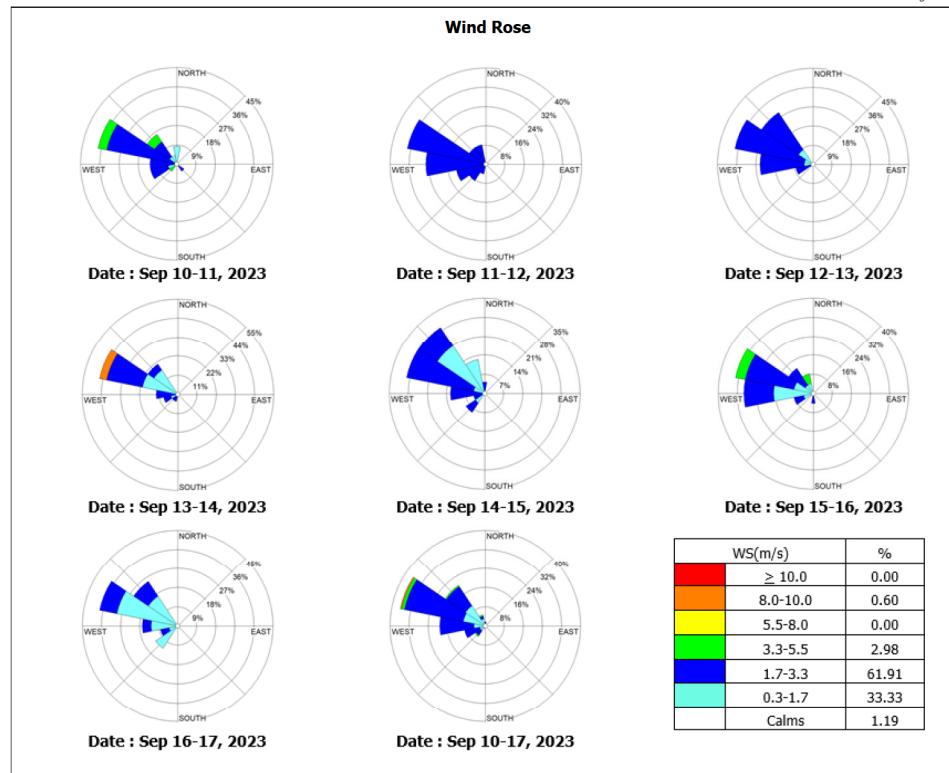 Wind Rose
NORTH
45%
36%
27%
18%
9%
WEST
EAST
SOUTH
Date : Sep 10-11, 2023
NORTH
40%
32%
24%
16%
8%
WEST
EAST
SOUTH
Date : Sep 11-12, 2023
NORTH
45%
36%
27%
18%
9%
WEST
EAST
SOUTH
Date : Sep 12-13, 2023
NORTH
55%
44%
33%
22%
11%
WEST
EAST
SOUTH
Date : Sep 13-14, 2023
NORTH
35%
28%
21%
14%
7%
WEST
EAST
SOUTH
Date : Sep 14-15, 2023
NORTH
40%
32%
24%
16%
8%
WEST
EAST
SOUTH
Date : Sep 15-16, 2023
NORTH
45%
36%
27%
18%
9%
WEST
EAST
SOUTH
Date : Sep 16-17, 2023
NORTH
40%
32%
24%
16%
8%
WEST
EAST
SOUTH
Date : Sep 10-17, 2023
WS(m/s) %
≥ 10.0 0.00
8.0-10.0 0.60
5.5-8.0 0.00
3.3-5.5 2.98
1.7-3.3 61.91
0.3-1.7 33.33
Calms 1.19